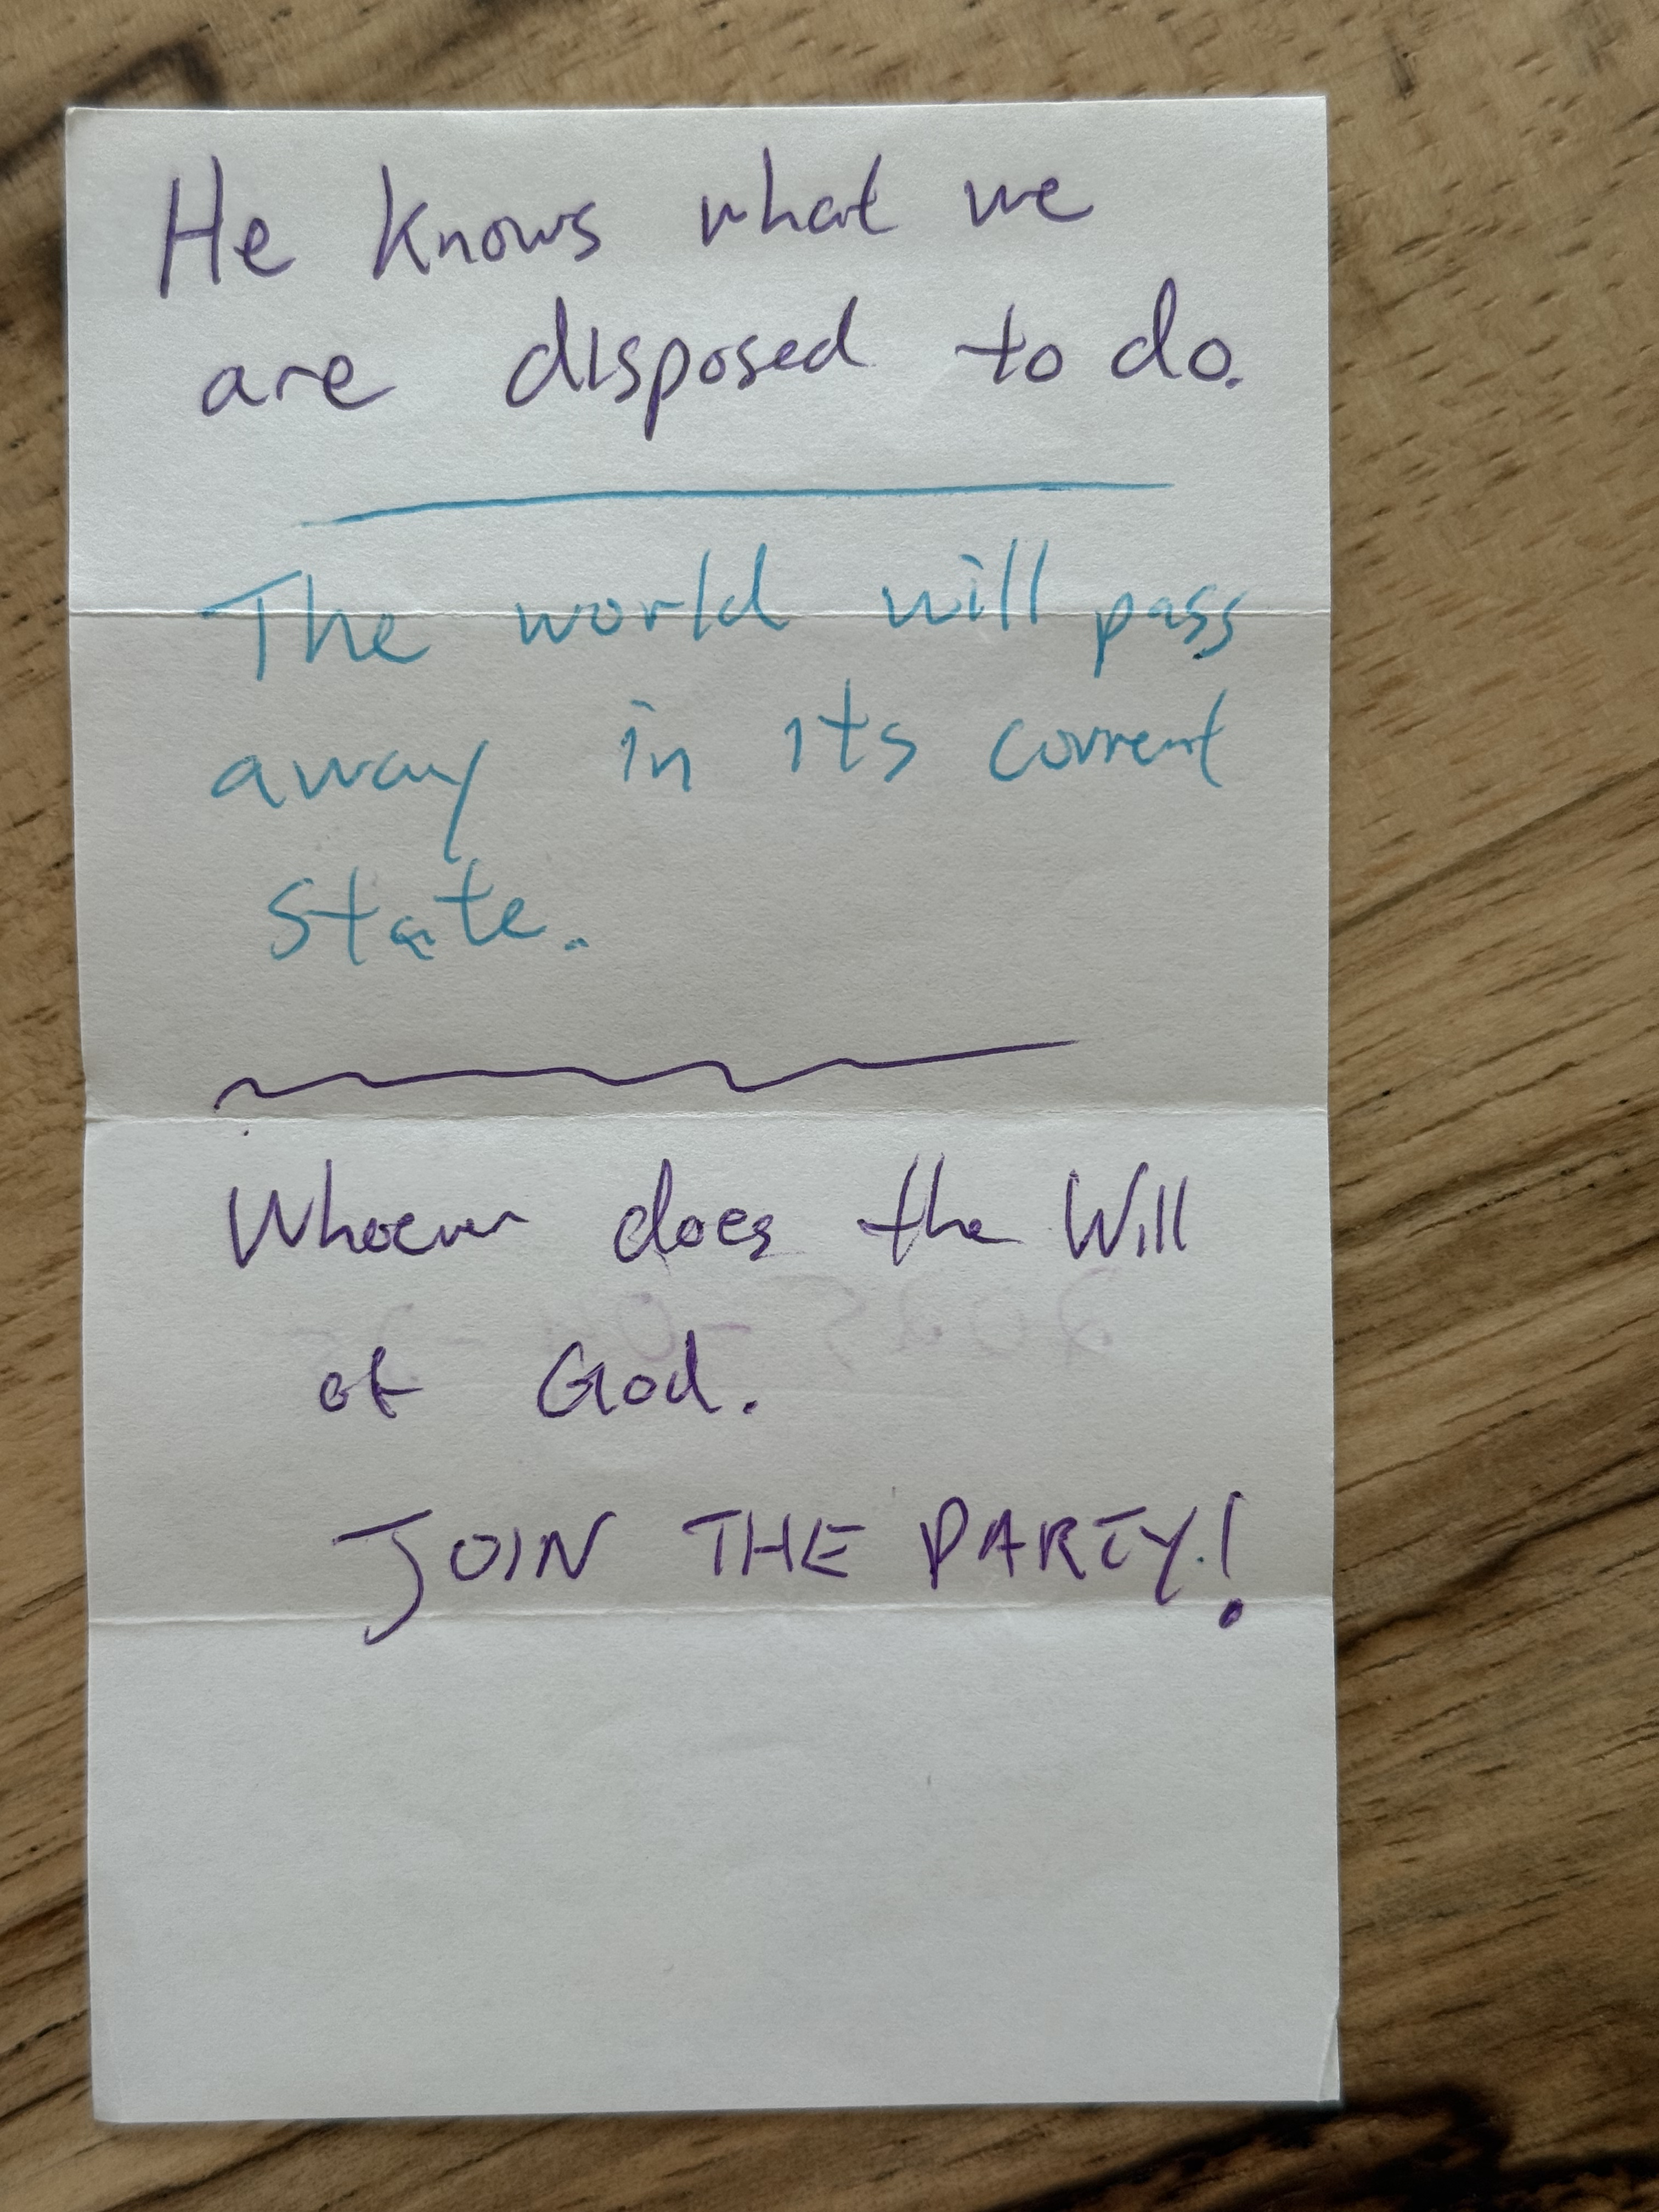 He knows what we
are disposed to do.
The world will pass
away in its current
state.
Whoever does the Will
of God.
JOIN THE PARTY!